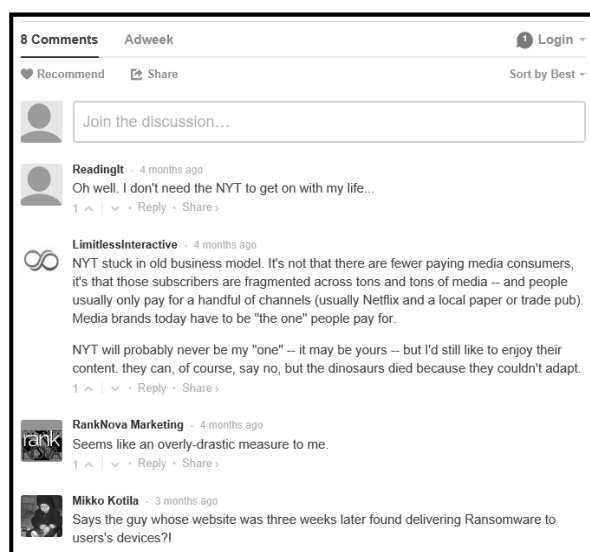 8 Comments Adweek 1 Login
Recommend Share Sort by Best
Join the discussion…
ReadingIt - 4 months ago
Oh well. I don't need the NYT to get on with my life...
1 Reply • Share ›
LimitlessInteractive - 4 months ago
NYT stuck in old business model. It's not that there are fewer paying media consumers,
it's that those subscribers are fragmented across tons and tons of media -- and people
usually only pay for a handful of channels (usually Netflix and a local paper or trade pub).
Media brands today have to be "the one" people pay for.
NYT will probably never be my "one" -- it may be yours -- but I'd still like to enjoy their
content. they can, of course, say no, but the dinosaurs died because they couldn't adapt.
1 • Reply • Share ›
rank
RankNova Marketing • 4 months ago
Seems like an overly-drastic measure to me.
1 • Reply • Share ›
Mikko Kotila - 3 months ago
Says the guy whose website was three weeks later found delivering Ransomware to
users's devices?!